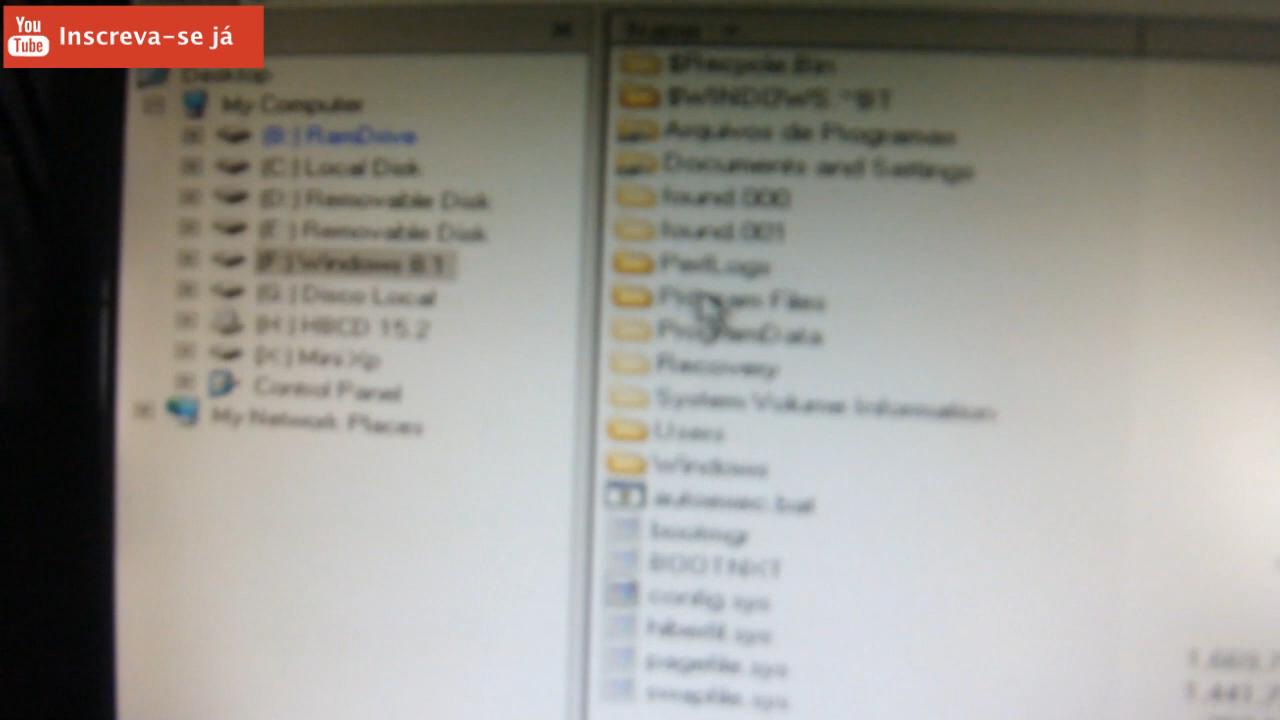 You
Tube
Inscreva-se já
Name
Desktop
My Computer
(B:) RamDrive
(C:) Local Disk
(D:) Removable Disk
(E:) Removable Disk
(F:) Windows 8.1
(G:) Disco Local
(H:) HBCD 15.2
(X:) Mini Xp
Control Panel
My Network Places
$Recycle.Bin
$WINDOWS.~BT
Arquivos de Programas
Documents and Settings
found.000
found.001
PerfLogs
Program Files
ProgramData
Recovery
System Volume Information
Users
Windows
autoexec.bat
bootmgr
BOOTNXT
config.sys
hiberfil.sys
pagefile.sys
swapfile.sys